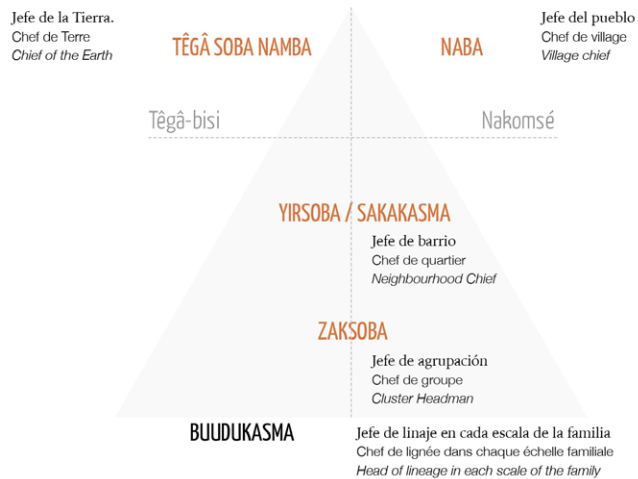 Jefe de la Tierra.
Chef de Terre
Chief of the Earth
TÊGÂ SOBA NAMBA
NABA
Jefe del pueblo
Chef de village
Village chief
Têgâ-bisi
Nakomsé
YIRSOBA / SAKAKASMA
Jefe de barrio
Chef de quartier
Neighbourhood Chief
ZAKSOBA
Jefe de agrupación
Chef de groupe
Cluster Headman
BUUDUKASMA
Jefe de linaje en cada escala de la familia
Chef de lignée dans chaque échelle familiale
Head of lineage in each scale of the family